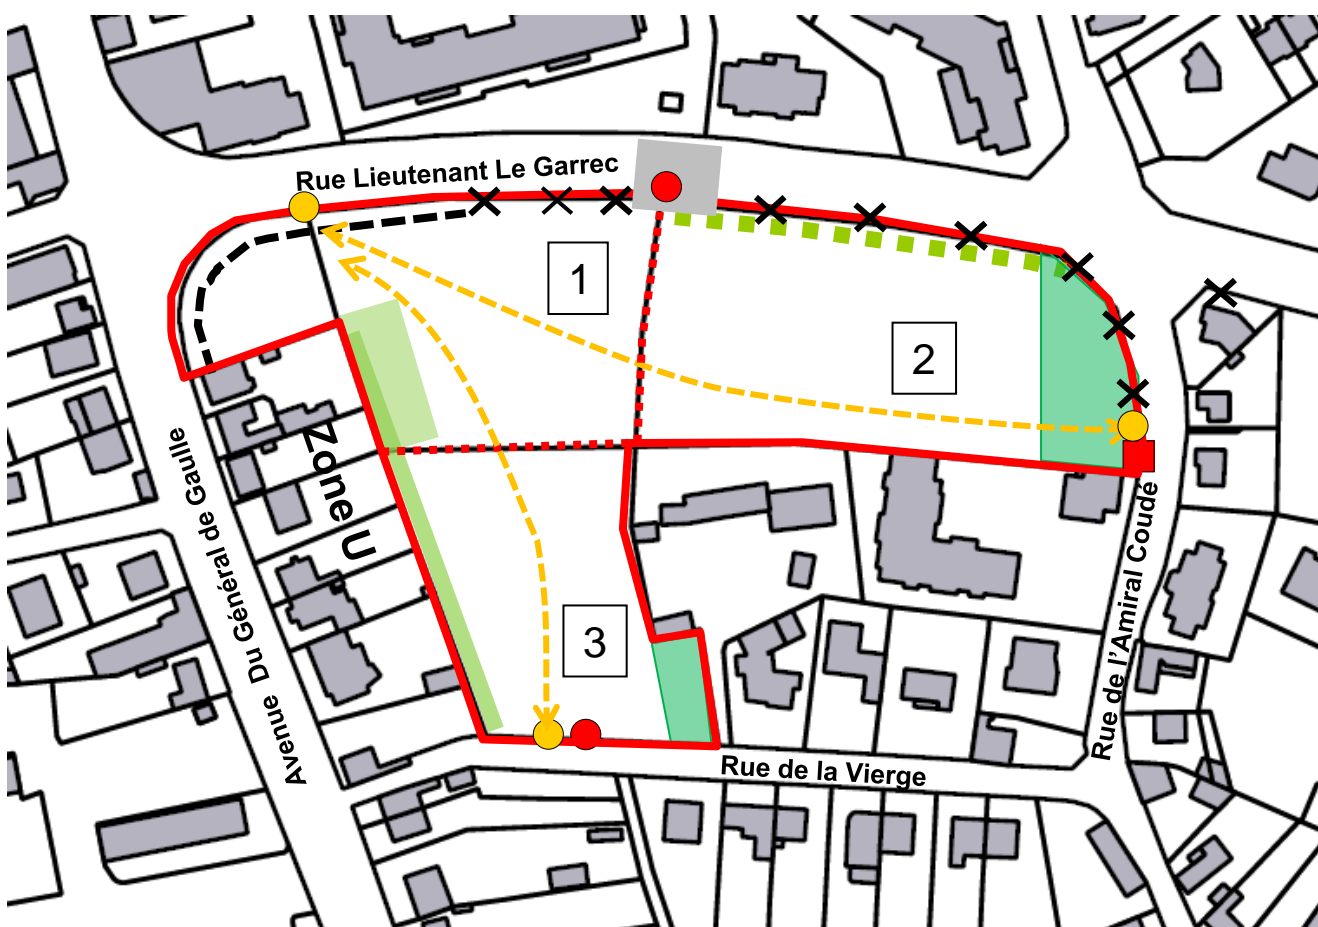 Rue Lieutenant Le Garrec
1
2
Zone U
Avenue Du Général de Gaulle
3
Rue de l'Amiral Coudé
Rue de la Vierge